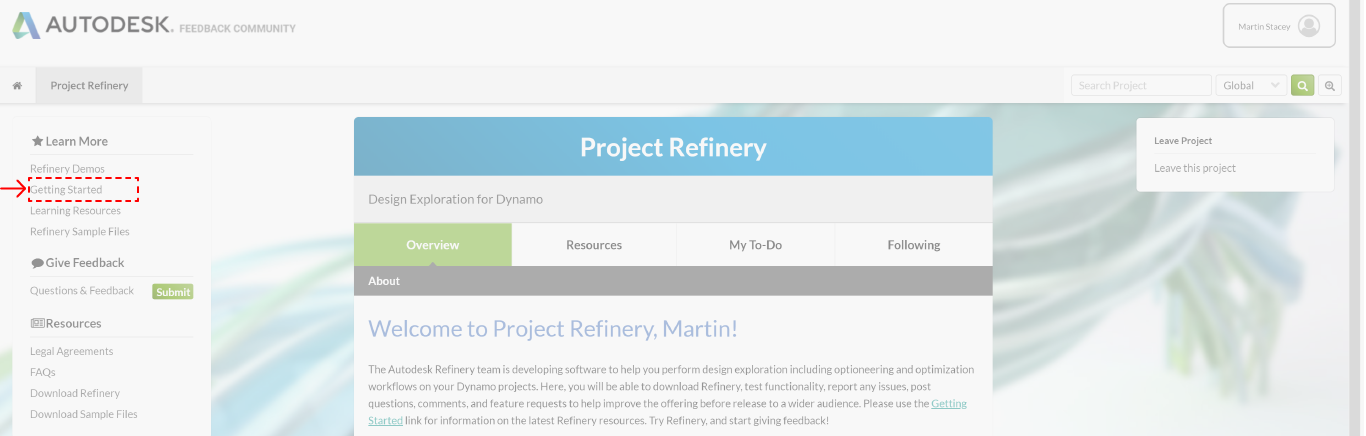 AUTODESK. FEEDBACK COMMUNITY
Martin Stacey
Project Refinery
Search Project
Global
Learn More
Refinery Demos
Getting Started
Learning Resources
Refinery Sample Files
Give Feedback
Questions & Feedback Submit
Resources
Legal Agreements
FAQs
Download Refinery
Download Sample Files
Project Refinery
Design Exploration for Dynamo
Overview Resources My To-Do Following
About
Welcome to Project Refinery, Martin!
The Autodesk Refinery team is developing software to help you perform design exploration including optioneering and optimization
workflows on your Dynamo projects. Here, you will be able to download Refinery, test functionality, report any issues, post
questions, comments, and feature requests to help improve the offering before release to a wider audience. Please use the Getting
Started link for information on the latest Refinery resources. Try Refinery, and start giving feedback!
Leave Project
Leave this project